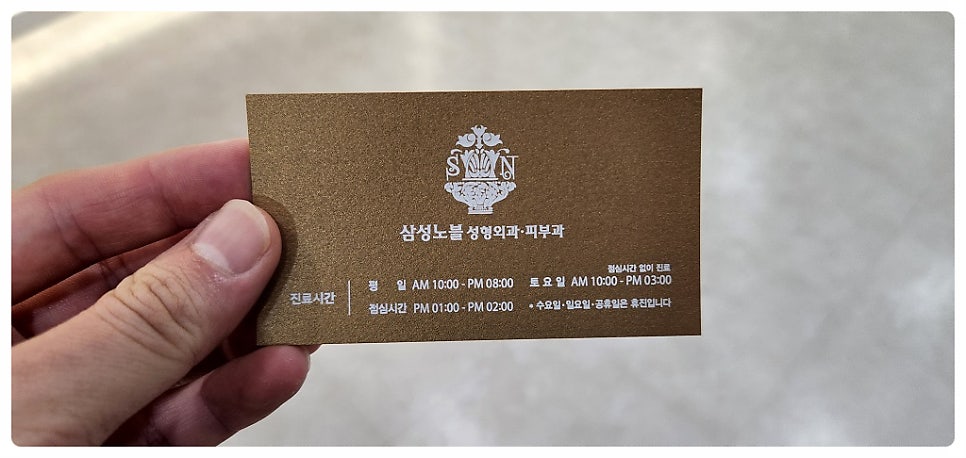 S N
삼성노블 성형외과·피부과
점심시간 없이 진료
진료시간
평 일 AM 10:00 - PM 08:00 토요일 AM 10:00 - PM 03:00
점심시간 PM 01:00 - PM 02:00 • 수요일·일요일·공휴일은 휴진입니다